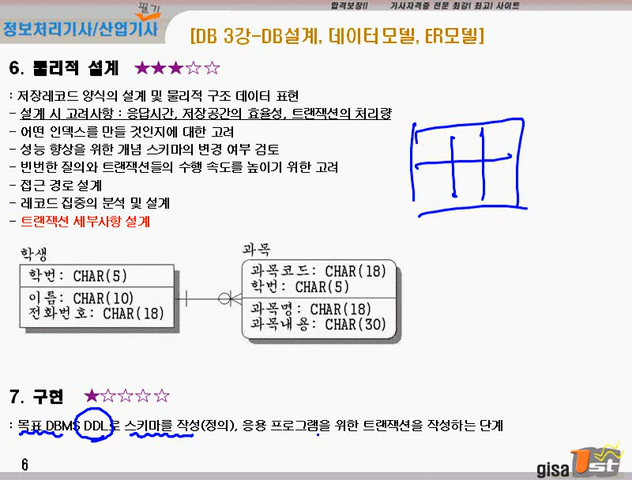 합격보장!! 기사자격증 전문 최강! 최고! 사이트
필기
정보처리기사/산업기사
[DB 3강-DB설계, 데이터모델, ER모델]
6. 물리적 설계 ★★★☆☆
: 저장레코드 양식의 설계 및 물리적 구조 데이터 표현
- 설계 시 고려사항 : 응답시간, 저장공간의 효율성, 트랜잭션의 처리량
- 어떤 인덱스를 만들 것인지에 대한 고려
- 성능 향상을 위한 개념 스키마의 변경 여부 검토
- 빈번한 질의와 트랜잭션들의 수행 속도를 높이기 위한 고려
- 접근 경로 설계
- 레코드 집중의 분석 및 설계
- 트랜잭션 세부사항 설계
학생
학번: CHAR(5)
이름: CHAR(10)
전화번호: CHAR(18)
과목
과목코드: CHAR(18)
학번: CHAR(5)
과목명: CHAR(18)
과목내용: CHAR(30)
7. 구현 ★☆☆☆☆
: 목표 DBMS DDL로 스키마를 작성(정의), 응용 프로그램을 위한 트랜잭션을 작성하는 단계
6
gisa 1st